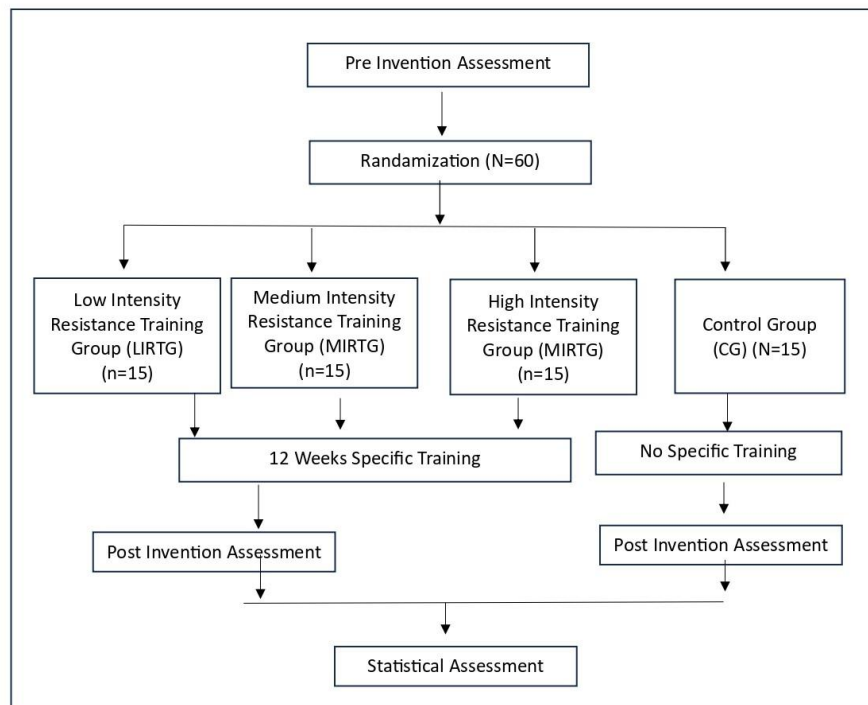 Pre Invention Assessment
Randamization (N=60)
Low Intensity
Resistance Training
Group (LIRTG)
(n=15)
Medium Intensity
Resistance Training
Group (MIRTG)
(n=15)
High Intensity
Resistance Training
Group (MIRTG)
(n=15)
Control Group
(CG) (N=15)
12 Weeks Specific Training
No Specific Training
Post Invention Assessment
Post Invention Assessment
Statistical Assessment